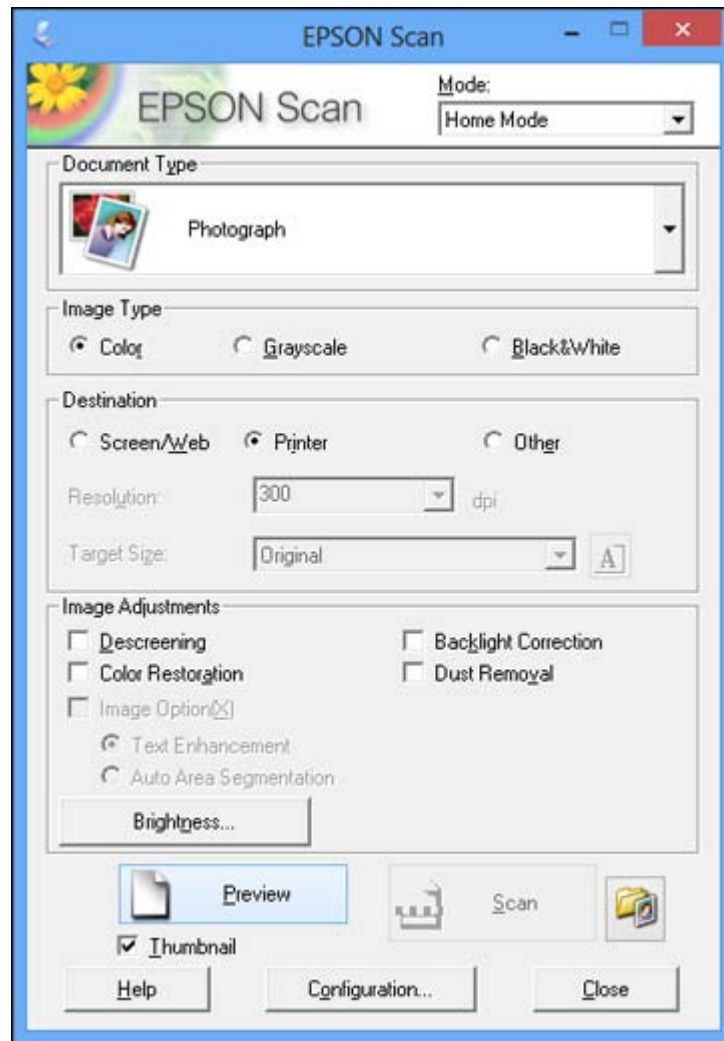 EPSON Scan
EPSON Scan
Mode:
Home Mode
Document Type
Photograph
Image Type
Color Grayscale Black&White
Destination
Screen/Web Printer Other
Resolution: 300 dpi
Target Size: Original A
Image Adjustments
Descreening Backlight Correction
Color Restoration Dust Removal
Image Option(X)
Text Enhancement
Auto Area Segmentation
Brightness...
Preview Scan
Thumbnail
Help Configuration... Close